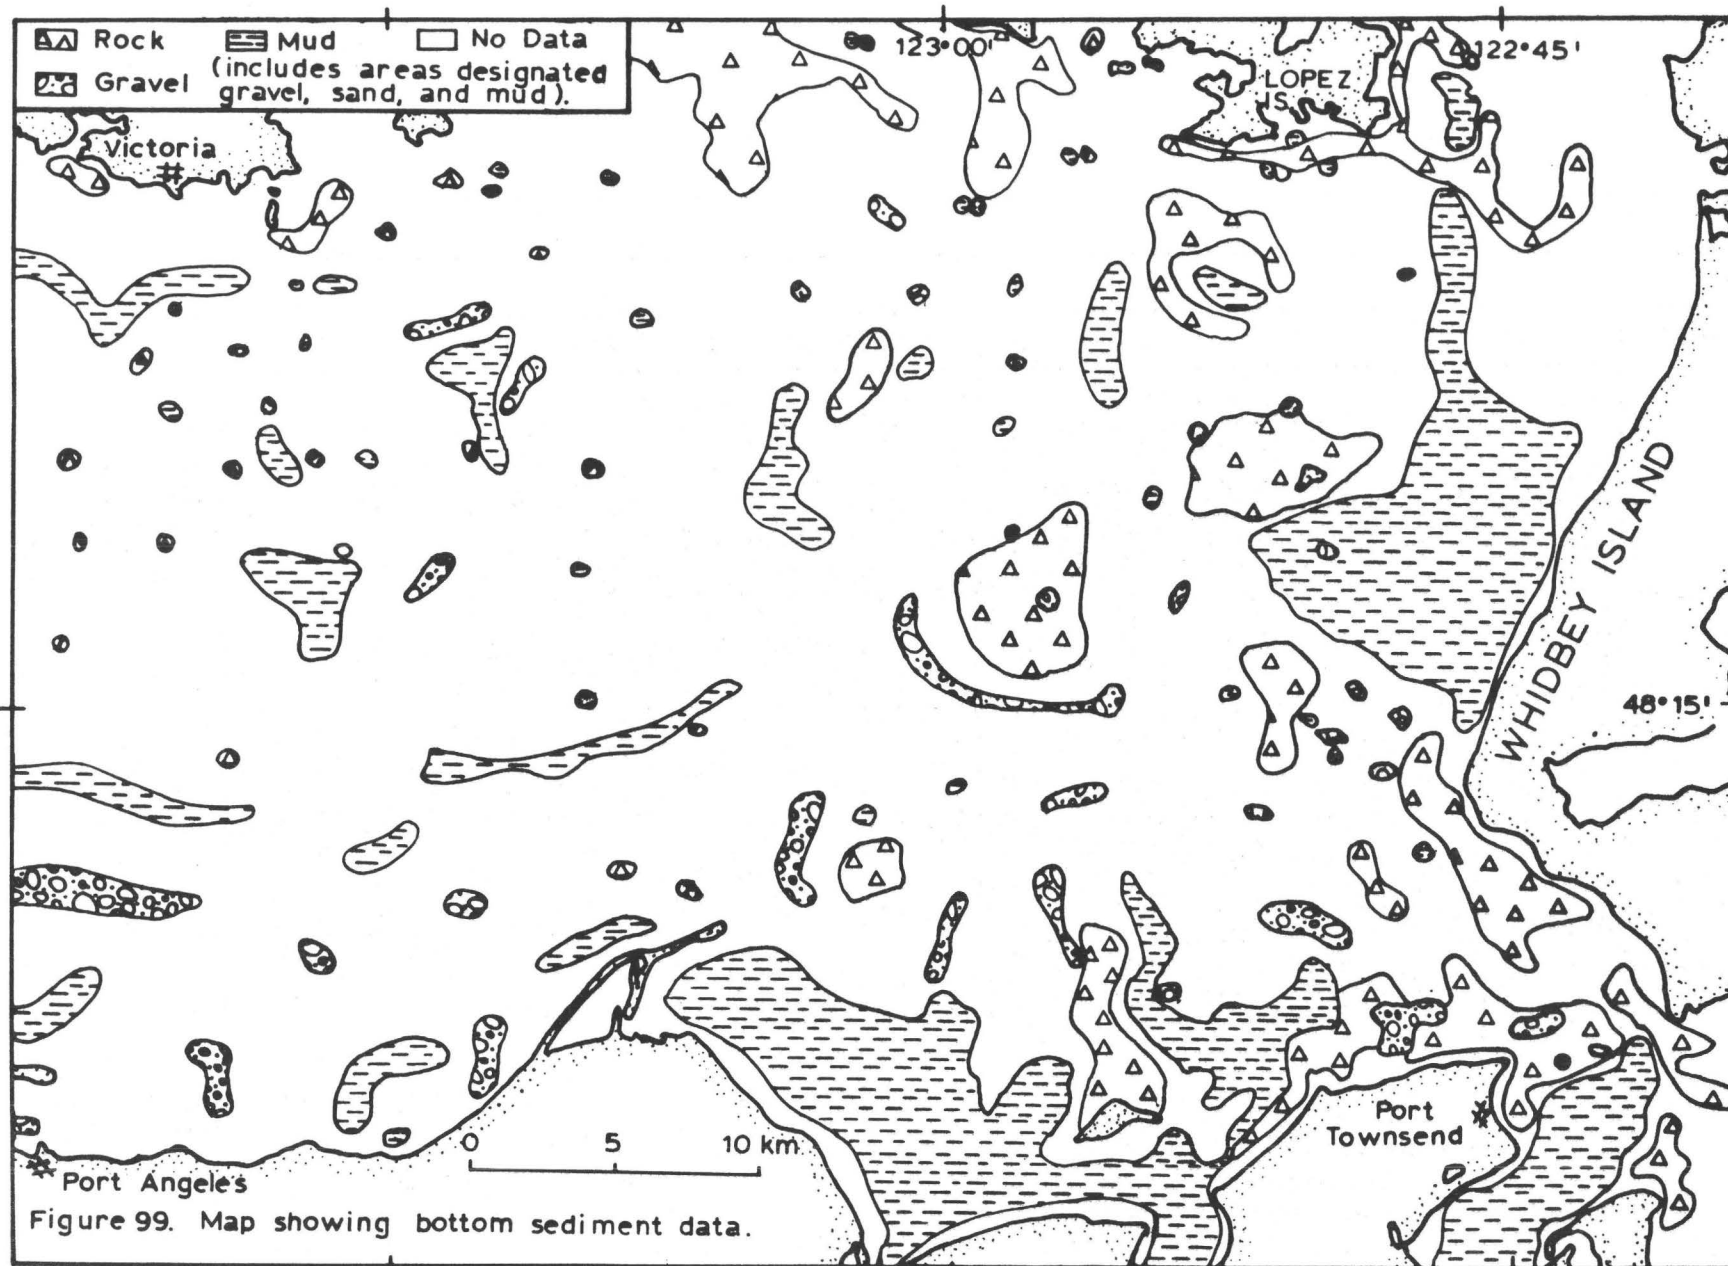 Rock Mud No Data
Gravel (includes areas designated
gravel, sand, and mud).
123°00'
122°45'
LOPEZ
IS.
Victoria
WHIDBEY ISLAND
48°15'
Port
Townsend
0 5 10 km
Port Angeles
Figure 99. Map showing bottom sediment data.